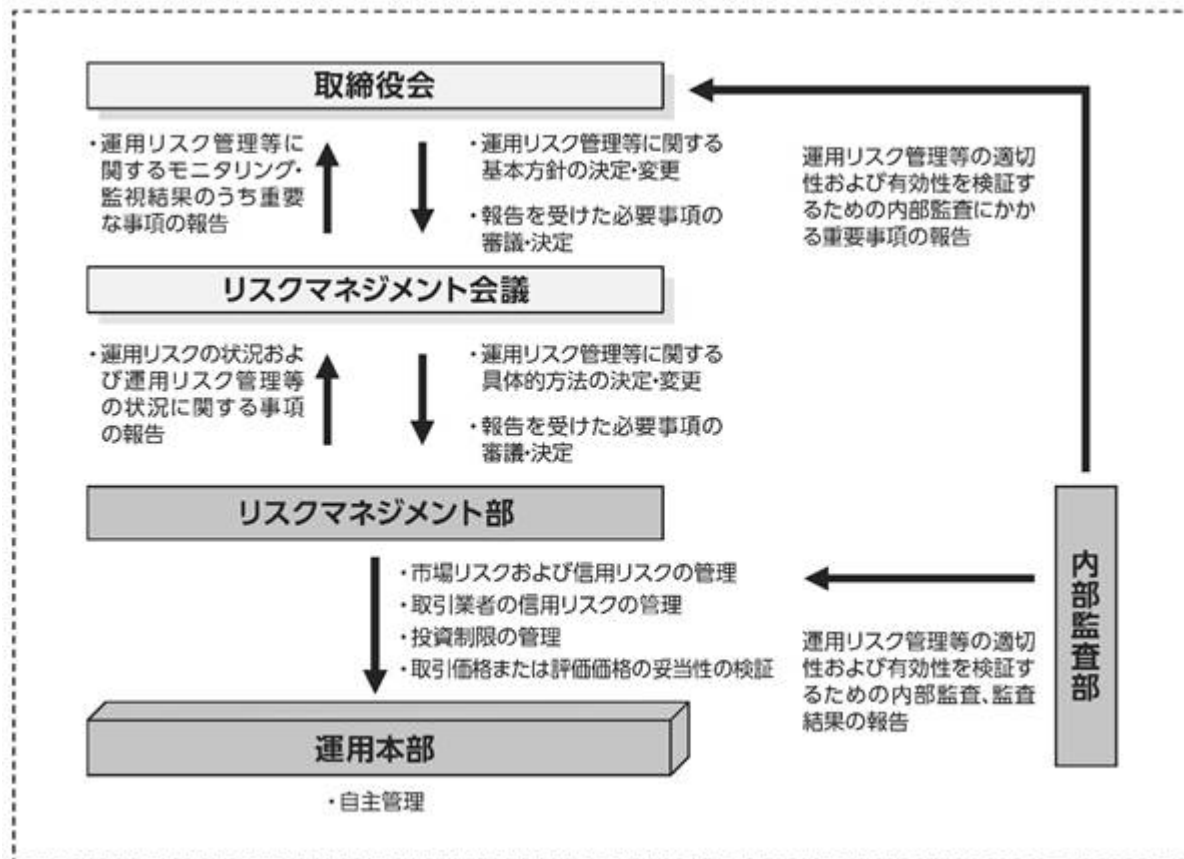 取締役会
・運用リスク管理等に
関するモニタリング・
監視結果のうち重要
な事項の報告
・運用リスク管理等に関する
基本方針の決定・変更
・報告を受けた必要事項の
審議・決定
運用リスク管理等の適切
性および有効性を検証す
るための内部監査にかか
る重要事項の報告
リスクマネジメント会議
・運用リスクの状況およ
び運用リスク管理等
の状況に関する事項
の報告
・運用リスク管理等に関する
具体的方法の決定・変更
・報告を受けた必要事項の
審議・決定
リスクマネジメント部
・市場リスクおよび信用リスクの管理
・取引業者の信用リスクの管理
・投資制限の管理
・取引価格または評価価格の妥当性の検証
内部監査部
運用リスク管理等の適切
性および有効性を検証す
るための内部監査、監査
結果の報告
運用本部
・自主管理